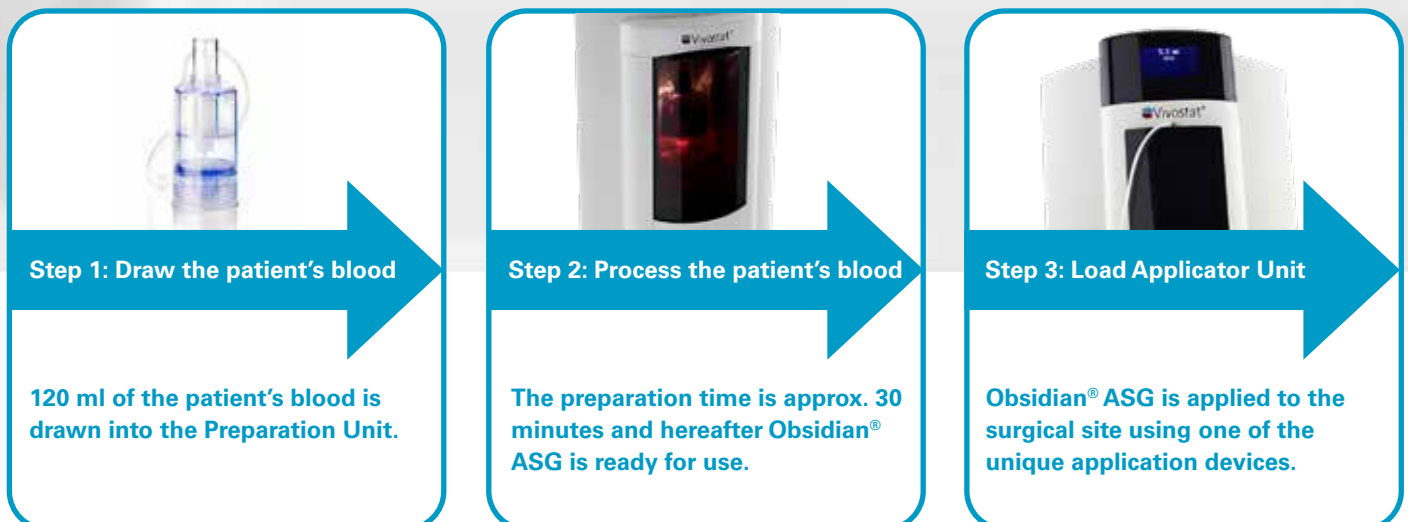 Vivostat®
5.5 ml
Vivostat®
Step 1: Draw the patient’s blood
Step 2: Process the patient’s blood
Step 3: Load Applicator Unit
120 ml of the patient’s blood is
drawn into the Preparation Unit.
The preparation time is approx. 30
minutes and hereafter Obsidian®
ASG is ready for use.
Obsidian® ASG is applied to the
surgical site using one of the
unique application devices.